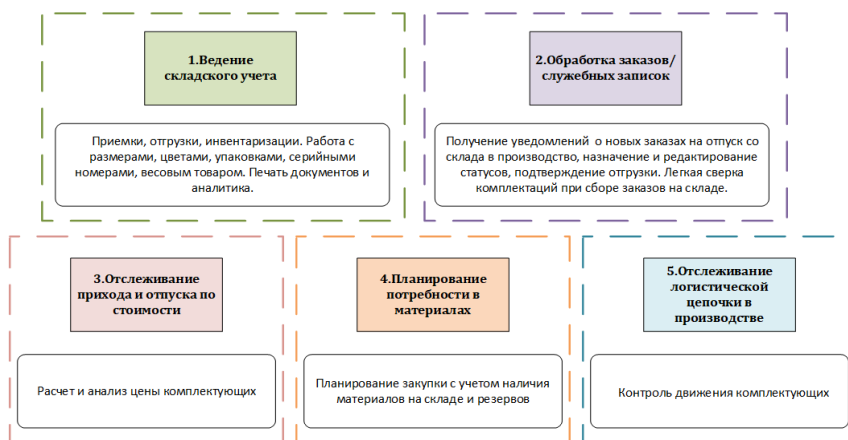 1.Ведение
складского учета
Приемки, отгрузки, инвентаризации. Работа с
размерами, цветами, упаковками, серийными
номерами, весовым товаром. Печать документов и
аналитика.
2.Обработка заказов/
служебных записок
Получение уведомлений о новых заказах на отпуск со
склада в производство, назначение и редактирование
статусов, подтверждение отгрузки. Легкая сверка
комплектаций при сборе заказов на складе.
3.Отслеживание
прихода и отпуска по
стоимости
Расчет и анализ цены комплектующих
4.Планирование
потребности в
материалах
Планирование закупки с учетом наличия
материалов на складе и резервов
5.Отслеживание
логистической
цепочки в
производстве
Контроль движения комплектующих